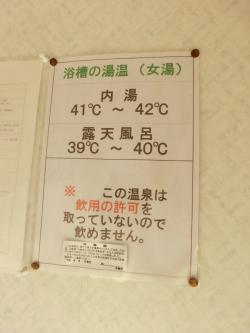 浴槽の湯温（女湯）
内湯
41℃ ～ 42℃
露天風呂
39℃ ～ 40℃
※ この温泉は
飲用の許可を
取っていないので
飲めません。